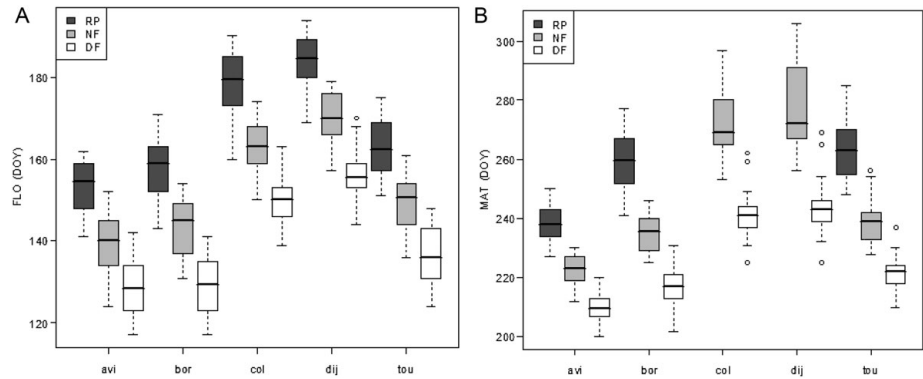 A
RP
NF
DF
FLO (DOY)
180
160
140
120
avi bor col dij tou
B
RP
NF
DF
MAT (DOY)
300
280
260
240
220
200
avi bor col dij tou